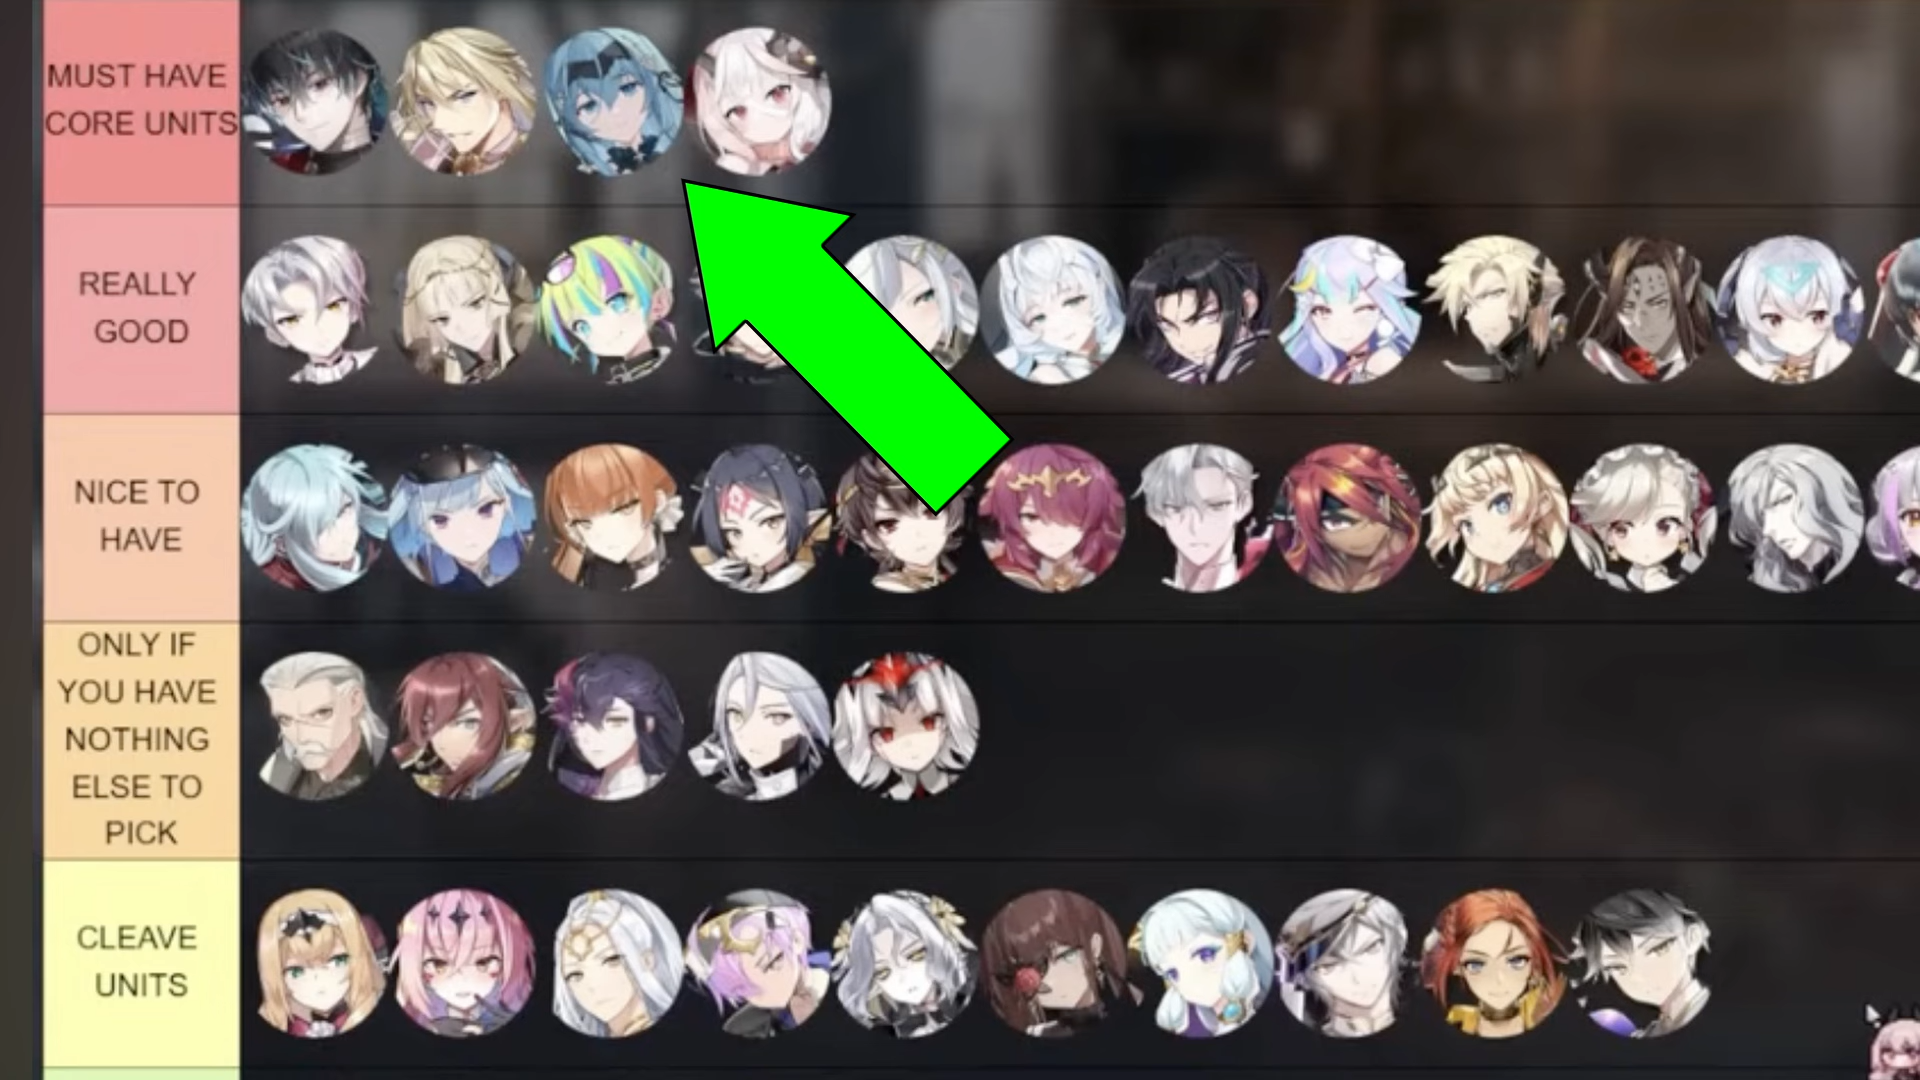 MUST HAVE
CORE UNITS
REALLY
GOOD
NICE TO
HAVE
ONLY IF
YOU HAVE
NOTHING
ELSE TO
PICK
CLEAVE
UNITS